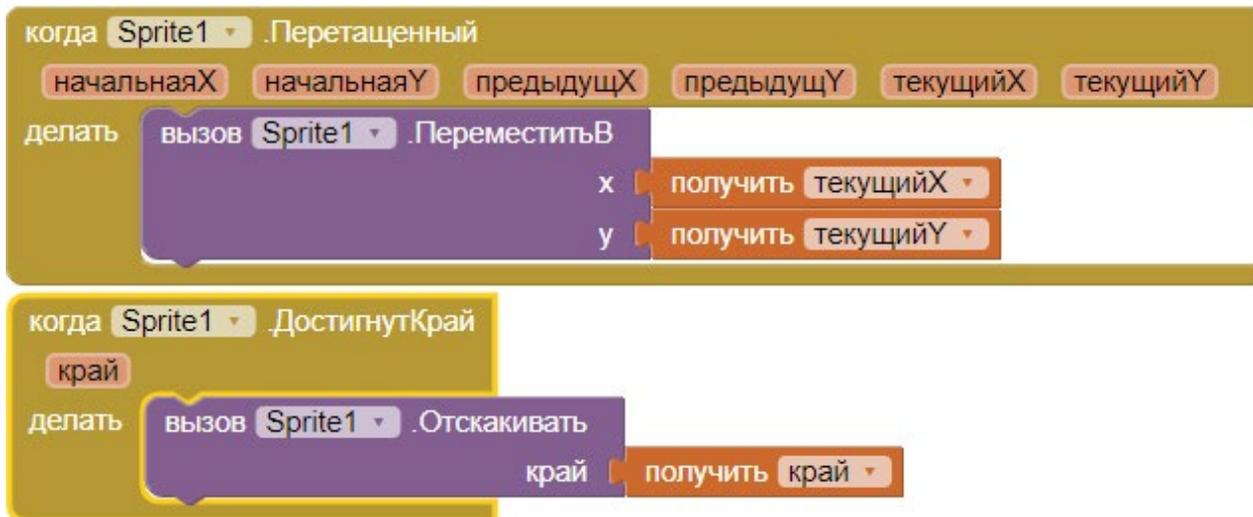 когда Sprite1 .Перетащенный
начальнаяX начальнаяY предыдущX предыдущY текущийX текущийY
делать вызов Sprite1 .ПереместитьВ
x получить текущийX
y получить текущийY
когда Sprite1 .ДостигнутКрай
край
делать вызов Sprite1 .Отскакивать
край получить край